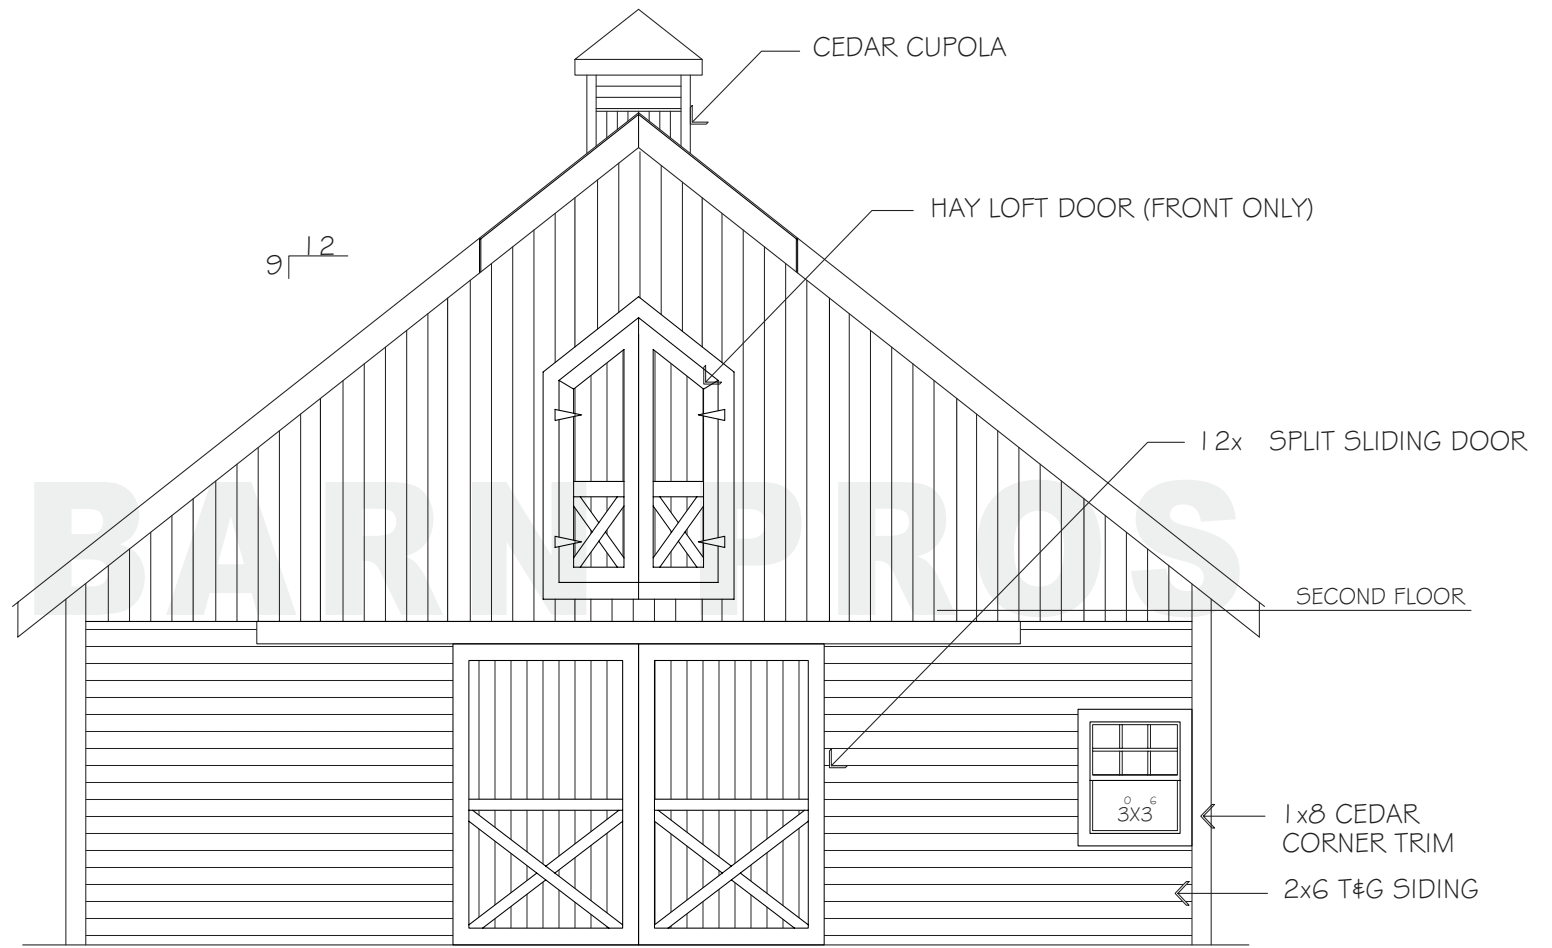 CEDAR CUPOLA
HAY LOFT DOOR (FRONT ONLY)
12
9
12x SPLIT SLIDING DOOR
BARN PROS
SECOND FLOOR
0 6
3X3
1x8 CEDAR
CORNER TRIM
2x6 T&G SIDING